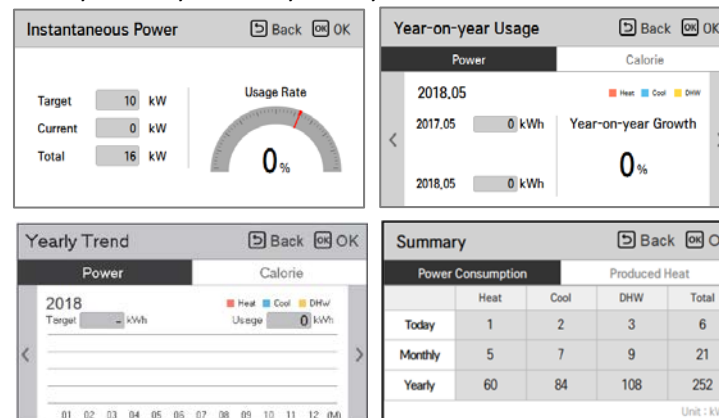 Instantaneous Power Back OK OK
Target 10 kW
Current 0 kW
Total 16 kW
Usage Rate
0 %
Year-on-year Usage Back OK OK
Power Calorie
2018.05 Heat Cool DHW
2017.05 0 kWh
Year-on-year Growth
0 %
2018.05 0 kWh
Yearly Trend Back OK OK
Power Calorie
2018 Heat Cool DHW
Target - kWh Usege 0 kWh
01 02 03 04 05 06 07 08 09 10 11 12 (M)
Summary Back OK
Power Consumption Produced Heat
Heat Cool DHW Total
Today 1 2 3 6
Monthly 5 7 9 21
Yearly 60 84 108 252
Unit :